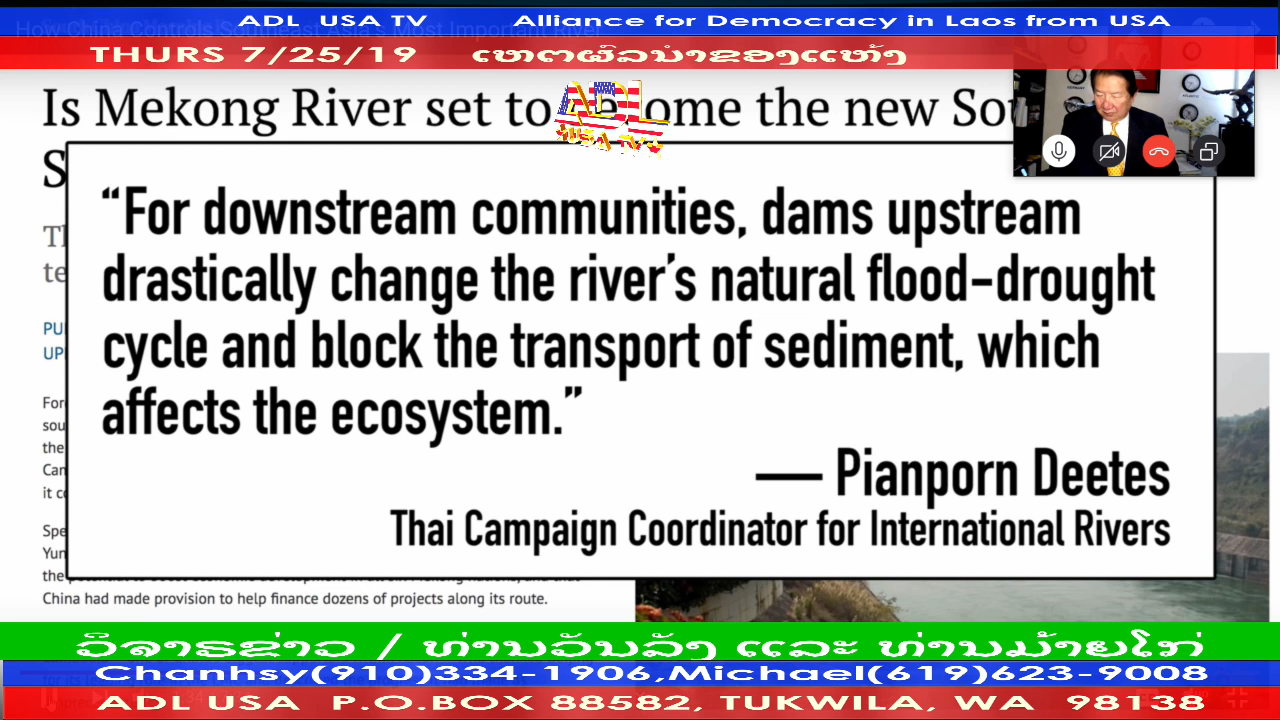 How China Controls Southeast Asia's Most Important River
ADL USA TV Alliance for Democracy in Laos from USA
THURS 7/25/19 ເຫດຜົລນ້ຳຂອງແຫ້ງ
Is Mekong River set to become the new Sou
ADL
USA TV
S
"For downstream communities, dams upstream
drastically change the river's natural flood-drought
cycle and block the transport of sediment, which
affects the ecosystem."
— Pianporn Deetes
Thai Campaign Coordinator for International Rivers
China had made provision to help finance dozens of projects along its route.
ວິຈາຣຂ່າວ / ທ່ານວັນລັງ ແລະ ທ່ານມ້າຍໂກ່
Chanhsy(910)334-1906,Michael(619)623-9008
ADL USA P.O.BOX 88582, TUKWILA, WA 98138